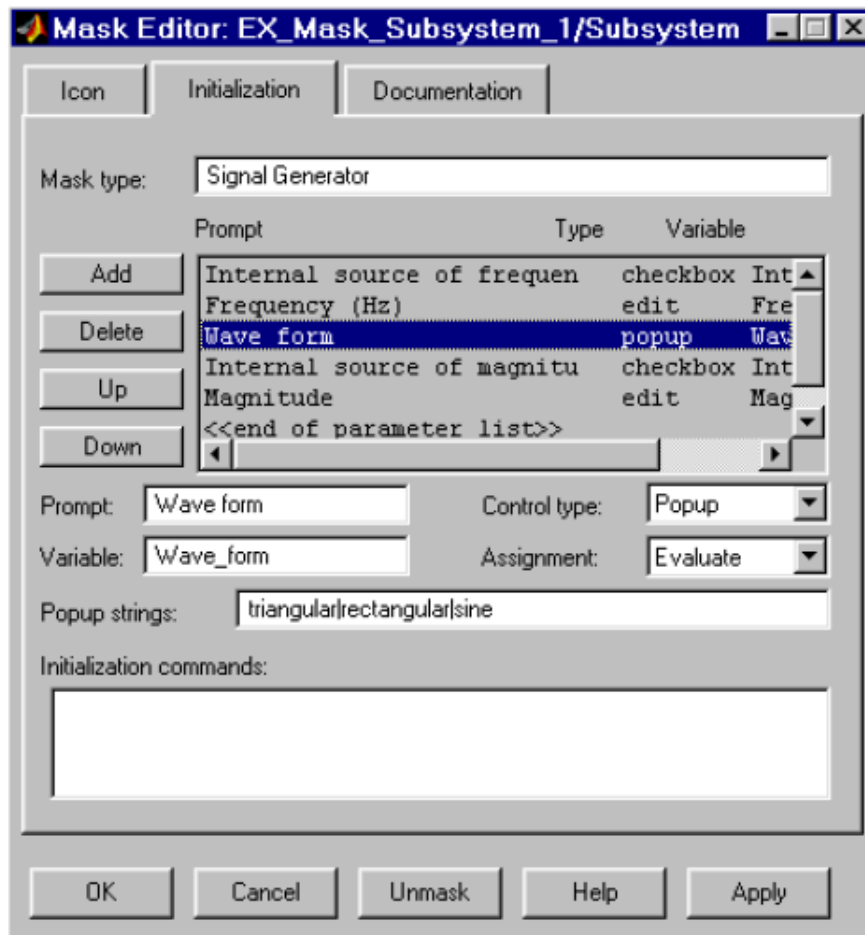 Mask Editor: EX_Mask_Subsystem_1/Subsystem
Icon Initialization Documentation
Mask type: Signal Generator
Prompt Type Variable
Add
Delete
Up
Down
Internal source of frequen checkbox Int
Frequency (Hz) edit Fre
Wave form popup Wav
Internal source of magnitu checkbox Int
Magnitude edit Mag
<<end of parameter list>>
Prompt: Wave form Control type: Popup
Variable: Wave_form Assignment: Evaluate
Popup strings: triangular|rectangular|sine
Initialization commands:
OK Cancel Unmask Help Apply